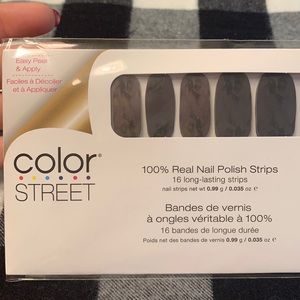 Easy Peel
& Apply
Faciles à Décoller
et à Appliquer
color®
STREET
100% Real Nail Polish Strips
16 long-lasting strips
nail strips net wt 0.99 g / 0.035 oz ℮
Bandes de vernis
à ongles véritable à 100%
16 bandes de longue durée
Poids net des bandes de vernis 0.99 g / 0.035 oz ℮